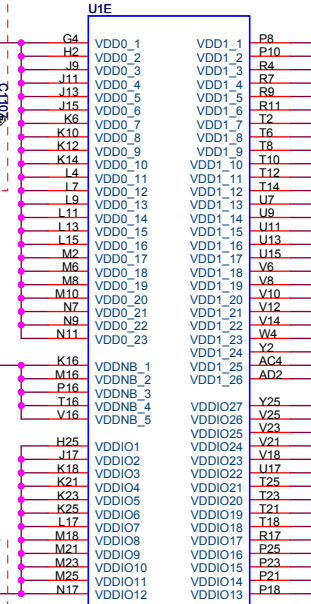 U1E
G4 VDD0_1 VDD1_1 P8
H2 VDD0_2 VDD1_2 P10
J9 VDD0_3 VDD1_3 R4
J11 VDD0_4 VDD1_4 R7
J13 VDD0_5 VDD1_5 R9
J15 VDD0_6 VDD1_6 R11
K6 VDD0_7 VDD1_7 T2
K10 VDD0_8 VDD1_8 T6
K12 VDD0_9 VDD1_9 T8
K14 VDD0_10 VDD1_10 T10
L4 VDD0_11 VDD1_11 T12
L7 VDD0_12 VDD1_12 T14
L9 VDD0_13 VDD1_13 U7
L11 VDD0_14 VDD1_14 U9
L13 VDD0_15 VDD1_15 U11
L15 VDD0_16 VDD1_16 U13
M2 VDD0_17 VDD1_17 U15
M6 VDD0_18 VDD1_18 V6
M8 VDD0_19 VDD1_19 V8
M10 VDD0_20 VDD1_20 V10
N7 VDD0_21 VDD1_21 V12
N9 VDD0_22 VDD1_22 V14
N11 VDD0_23 VDD1_23 W4
VDD1_24 Y2
K16 VDDNB_1 VDD1_25 AC4
M16 VDDNB_2 VDD1_26 AD2
P16 VDDNB_3
T16 VDDNB_4 VDDIO27 Y25
V16 VDDNB_5 VDDIO26 V25
VDDIO25 V23
H25 VDDIO1 VDDIO24 V21
J17 VDDIO2 VDDIO23 V18
K18 VDDIO3 VDDIO22 U17
K21 VDDIO4 VDDIO21 T25
K23 VDDIO5 VDDIO20 T23
K25 VDDIO6 VDDIO19 T21
L17 VDDIO7 VDDIO18 T18
M18 VDDIO8 VDDIO17 R17
M21 VDDIO9 VDDIO16 P25
M23 VDDIO10 VDDIO15 P23
M25 VDDIO11 VDDIO14 P21
N17 VDDIO12 VDDIO13 P18